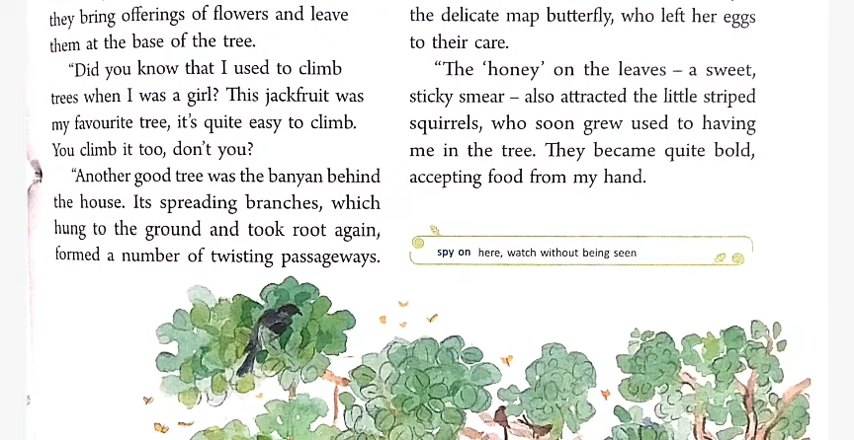 they bring offerings of flowers and leave
them at the base of the tree.
“Did you know that I used to climb
trees when I was a girl? This jackfruit was
my favourite tree, it’s quite easy to climb.
You climb it too, don’t you?
“Another good tree was the banyan behind
the house. Its spreading branches, which
hung to the ground and took root again,
formed a number of twisting passageways.
the delicate map butterfly, who left her eggs
to their care.
“The ‘honey’ on the leaves – a sweet,
sticky smear – also attracted the little striped
squirrels, who soon grew used to having
me in the tree. They became quite bold,
accepting food from my hand.
spy on here, watch without being seen